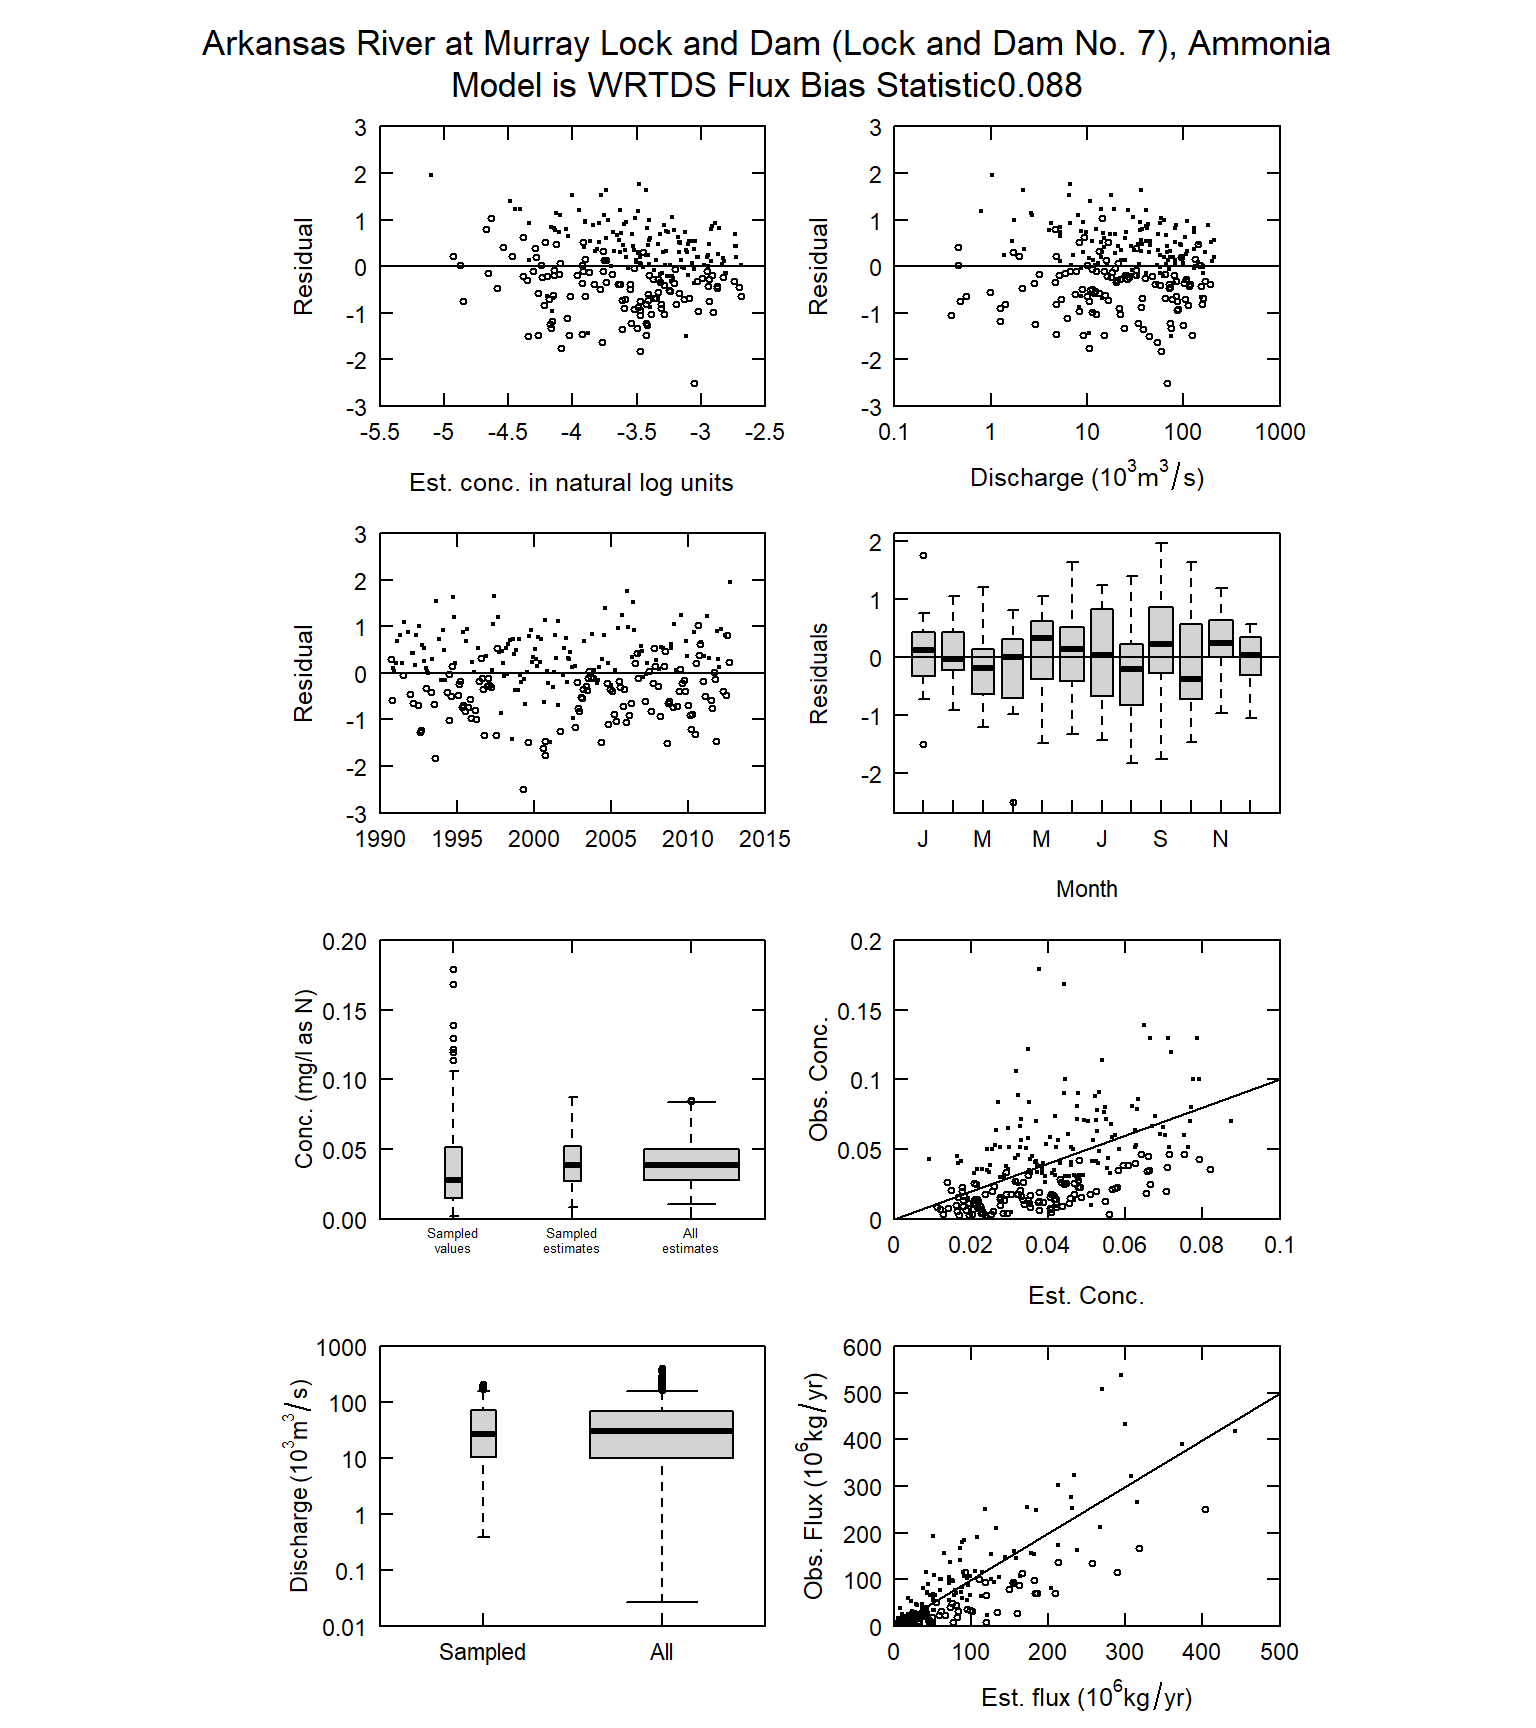 Arkansas River at Murray Lock and Dam (Lock and Dam No. 7), Ammonia
Model is WRTDS Flux Bias Statistic0.088
3
2
1
0
-1
-2
-3
Residual
-5.5 -5 -4.5 -4 -3.5 -3 -2.5
Est. conc. in natural log units
3
2
1
0
-1
-2
-3
Residual
0.1 1 10 100 1000
Discharge (10³m³/s)
3
2
1
0
-1
-2
-3
Residual
1990 1995 2000 2005 2010 2015
2
1
0
-1
-2
Residuals
J M M J S N
Month
0.20
0.15
0.10
0.05
0.00
Conc. (mg/l as N)
Sampled values
Sampled estimates
All estimates
0.2
0.15
0.1
0.05
0
Obs. Conc.
0 0.02 0.04 0.06 0.08 0.1
Est. Conc.
1000
100
10
1
0.1
0.01
Discharge (10³m³/s)
Sampled All
600
500
400
300
200
100
0
Obs. Flux (10⁶kg/yr)
0 100 200 300 400 500
Est. flux (10⁶kg/yr)